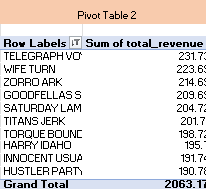 Pivot Table 2
Row Labels Sum of total_revenue
TELEGRAPH VO 231.73
WIFE TURN 223.69
ZORRO ARK 214.69
GOODFELLAS S 209.69
SATURDAY LAM 204.72
TITANS JERK 201.7
TORQUE BOUND 198.72
HARRY IDAHO 195.7
INNOCENT USUA 191.74
HUSTLER PARTY 190.78
Grand Total 2063.17